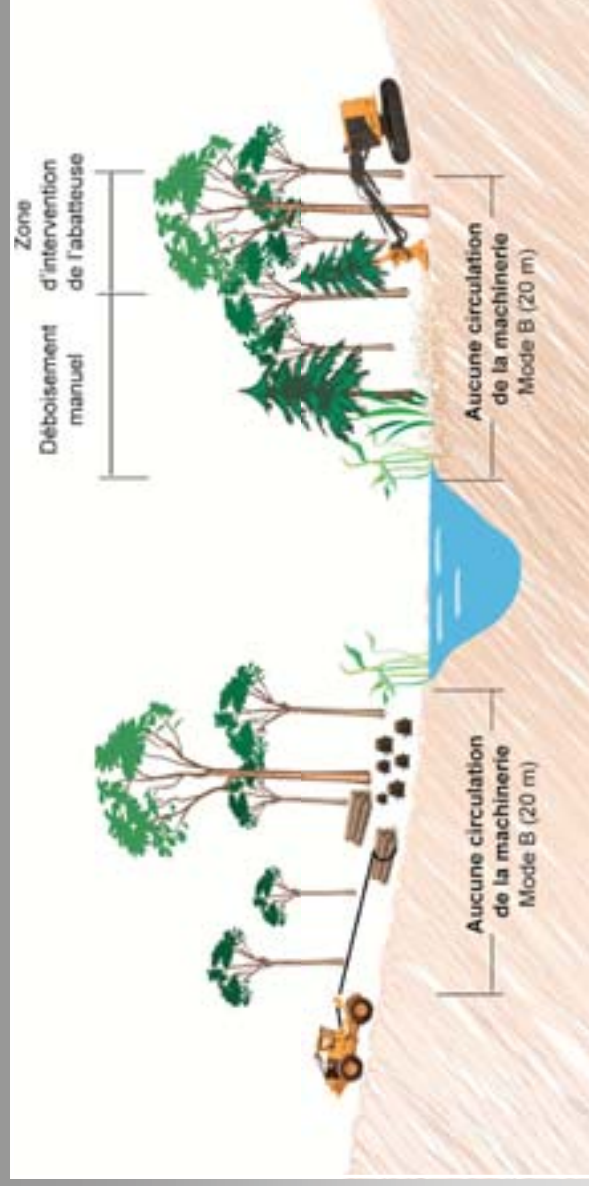 Déboisement
manuel
Zone
d'intervention
de l'abatteuse
Aucune circulation
de la machinerie
Mode B (20 m)
Aucune circulation
de la machinerie
Mode B (20 m)